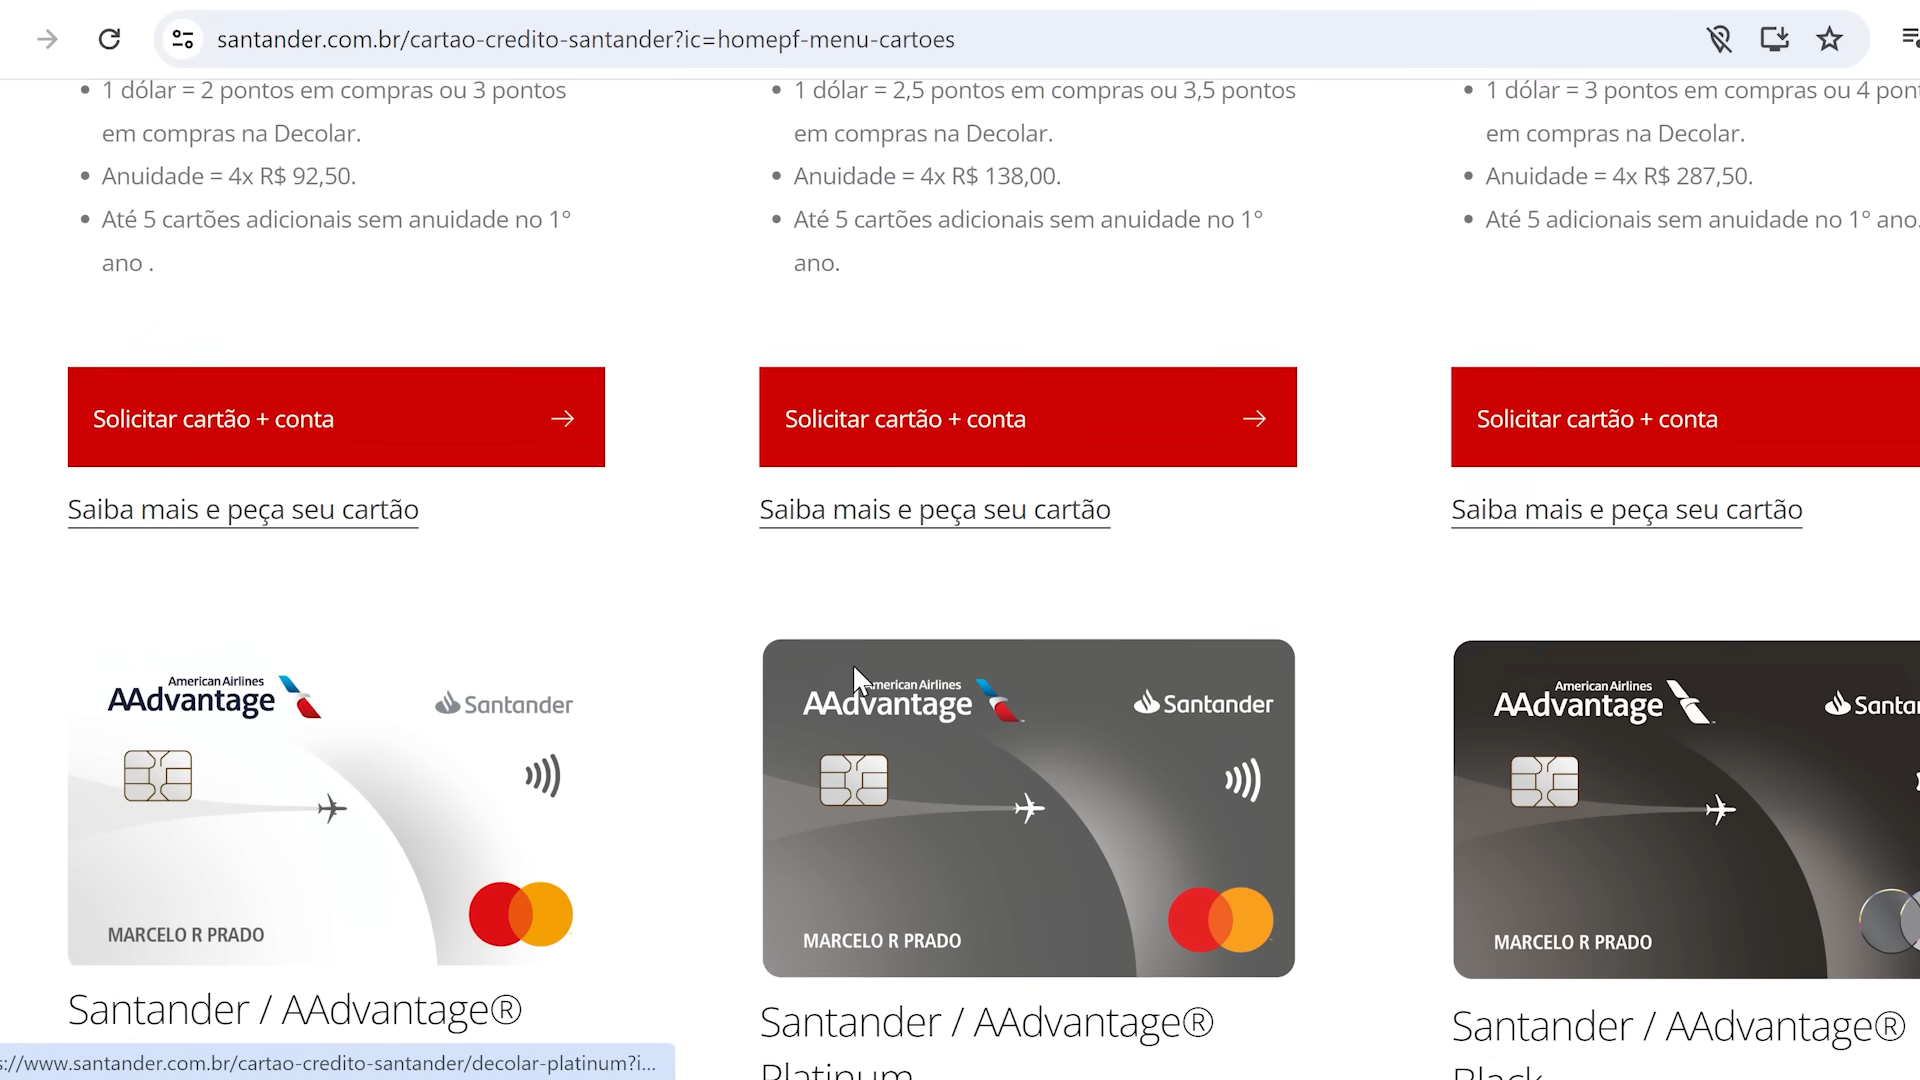 santander.com.br/cartao-credito-santander?ic=homepf-menu-cartoes
1 dólar = 2 pontos em compras ou 3 pontos
em compras na Decolar.
Anuidade = 4x R$ 92,50.
Até 5 cartões adicionais sem anuidade no 1º
ano .
Solicitar cartão + conta
Saiba mais e peça seu cartão
1 dólar = 2,5 pontos em compras ou 3,5 pontos
em compras na Decolar.
Anuidade = 4x R$ 138,00.
Até 5 cartões adicionais sem anuidade no 1º
ano.
Solicitar cartão + conta
Saiba mais e peça seu cartão
1 dólar = 3 pontos em compras ou 4
em compras na Decolar.
Anuidade = 4x R$ 287,50.
Até 5 adicionais sem anuidade no 1º ano.
Solicitar cartão + conta
Saiba mais e peça seu cartão
American Airlines
AAdvantage
Santander
MARCELO R PRADO
Santander / AAdvantage®
American Airlines
AAdvantage
Santander
MARCELO R PRADO
Santander / AAdvantage®
Platinum
American Airlines
AAdvantage
MARCELO R PRADO
Santander / AAdvantage®
Black
s://www.santander.com.br/cartao-credito-santander/decolar-platinum?i...